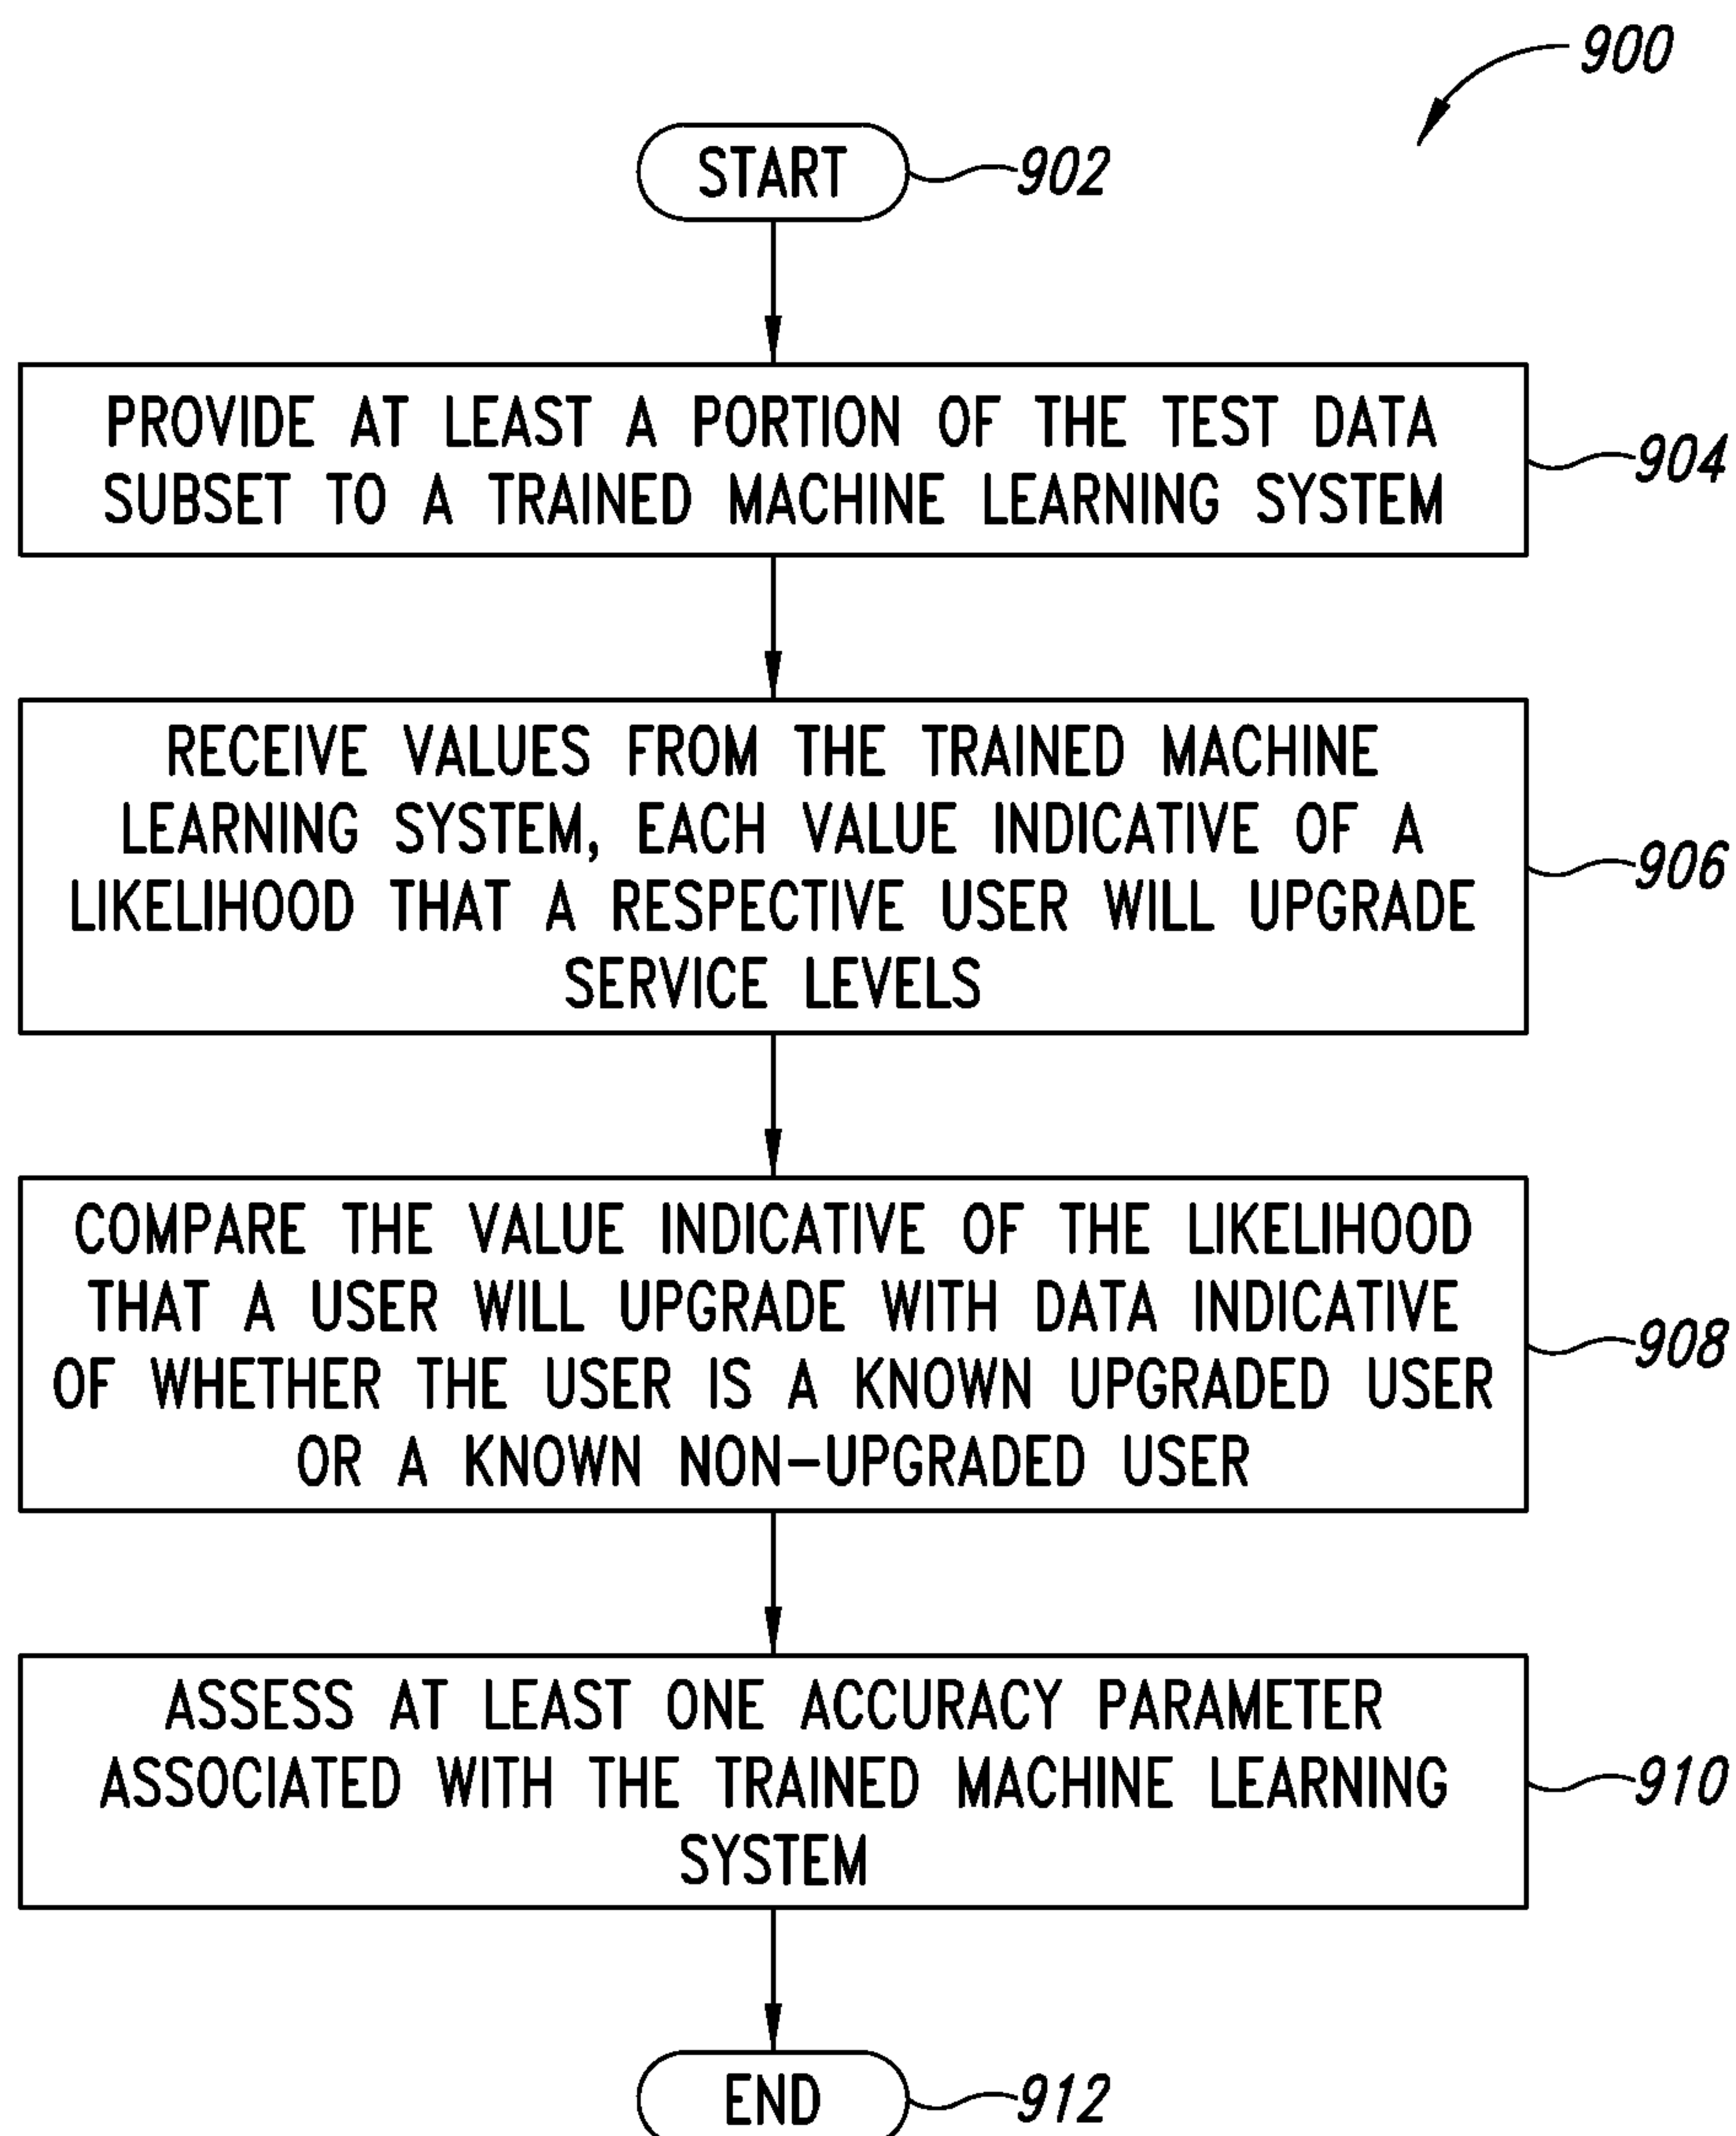 900
START
902
PROVIDE AT LEAST A PORTION OF THE TEST DATA
SUBSET TO A TRAINED MACHINE LEARNING SYSTEM
904
RECEIVE VALUES FROM THE TRAINED MACHINE
LEARNING SYSTEM, EACH VALUE INDICATIVE OF A
LIKELIHOOD THAT A RESPECTIVE USER WILL UPGRADE
SERVICE LEVELS
906
COMPARE THE VALUE INDICATIVE OF THE LIKELIHOOD
THAT A USER WILL UPGRADE WITH DATA INDICATIVE
OF WHETHER THE USER IS A KNOWN UPGRADED USER
OR A KNOWN NON-UPGRADED USER
908
ASSESS AT LEAST ONE ACCURACY PARAMETER
ASSOCIATED WITH THE TRAINED MACHINE LEARNING
SYSTEM
910
END
912